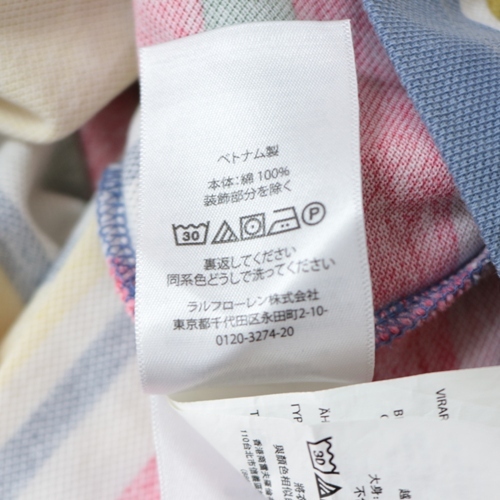 ベトナム製
本体：綿 100%
装飾部分を除く
30
P
裏返してください
同系色どうしで洗ってください
ラルフローレン株式会社
東京都千代田区永田町2-10-
0120-3274-20
VIRAR
30